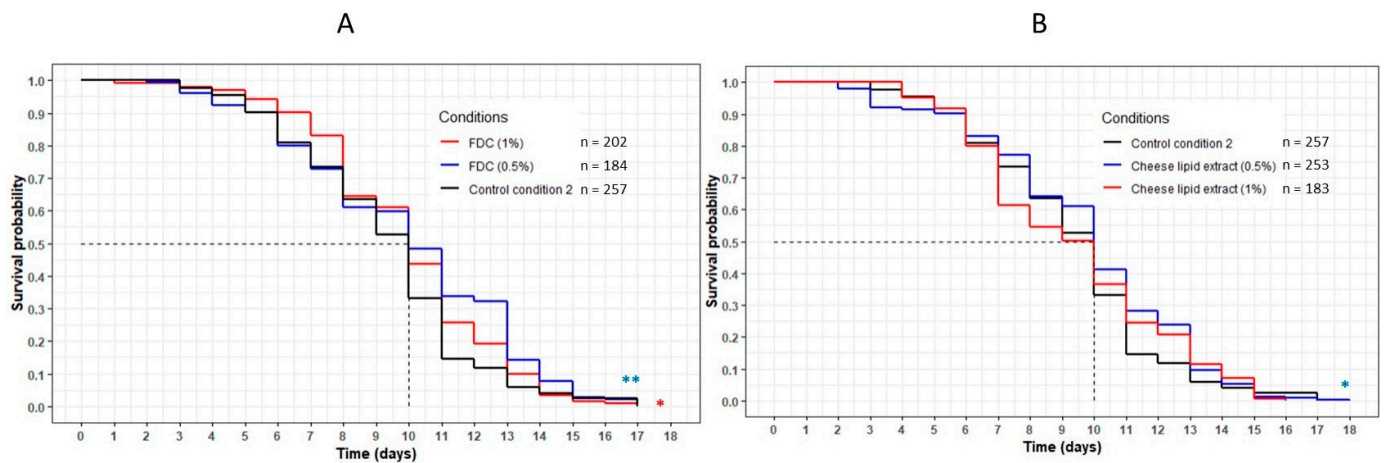 A
B
Survival probability
1.0
0.9
0.8
0.7
0.6
0.5
0.4
0.3
0.2
0.1
0.0
Conditions
FDC (1%) n = 202
FDC (0.5%) n = 184
Control condition 2 n = 257
**
*
0 1 2 3 4 5 6 7 8 9 10 11 12 13 14 15 16 17 18
Time (days)
Survival probability
1.0
0.9
0.8
0.7
0.6
0.5
0.4
0.3
0.2
0.1
0.0
Conditions
Control condition 2 n = 257
Cheese lipid extract (0.5%) n = 253
Cheese lipid extract (1%) n = 183
*
0 1 2 3 4 5 6 7 8 9 10 11 12 13 14 15 16 17 18
Time (days)